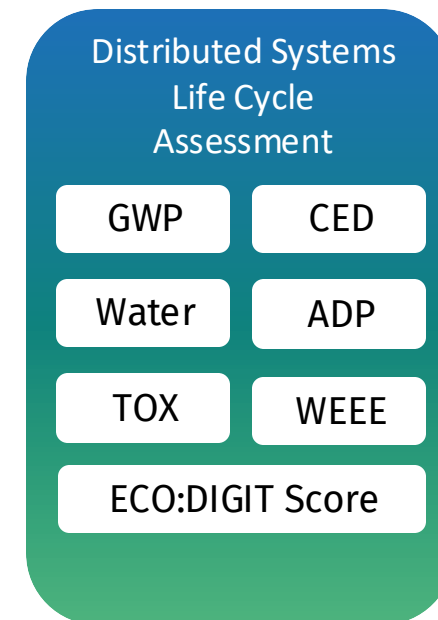 Distributed Systems
Life Cycle
Assessment
GWP
CED
Water
ADP
TOX
WEEE
ECO:DIGIT Score